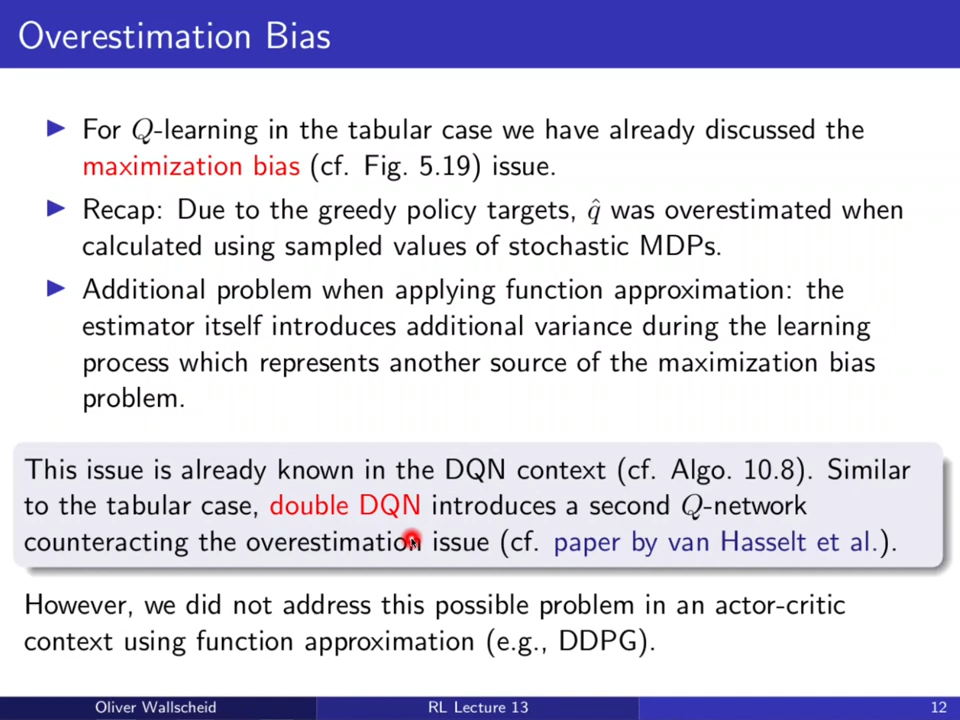 Overestimation Bias
▶ For Q-learning in the tabular case we have already discussed the
maximization bias (cf. Fig. 5.19) issue.
▶ Recap: Due to the greedy policy targets, q̂ was overestimated when
calculated using sampled values of stochastic MDPs.
▶ Additional problem when applying function approximation: the
estimator itself introduces additional variance during the learning
process which represents another source of the maximization bias
problem.
This issue is already known in the DQN context (cf. Algo. 10.8). Similar
to the tabular case, double DQN introduces a second Q-network
counteracting the overestimation issue (cf. paper by van Hasselt et al.).
However, we did not address this possible problem in an actor-critic
context using function approximation (e.g., DDPG).
Oliver Wallscheid RL Lecture 13 12